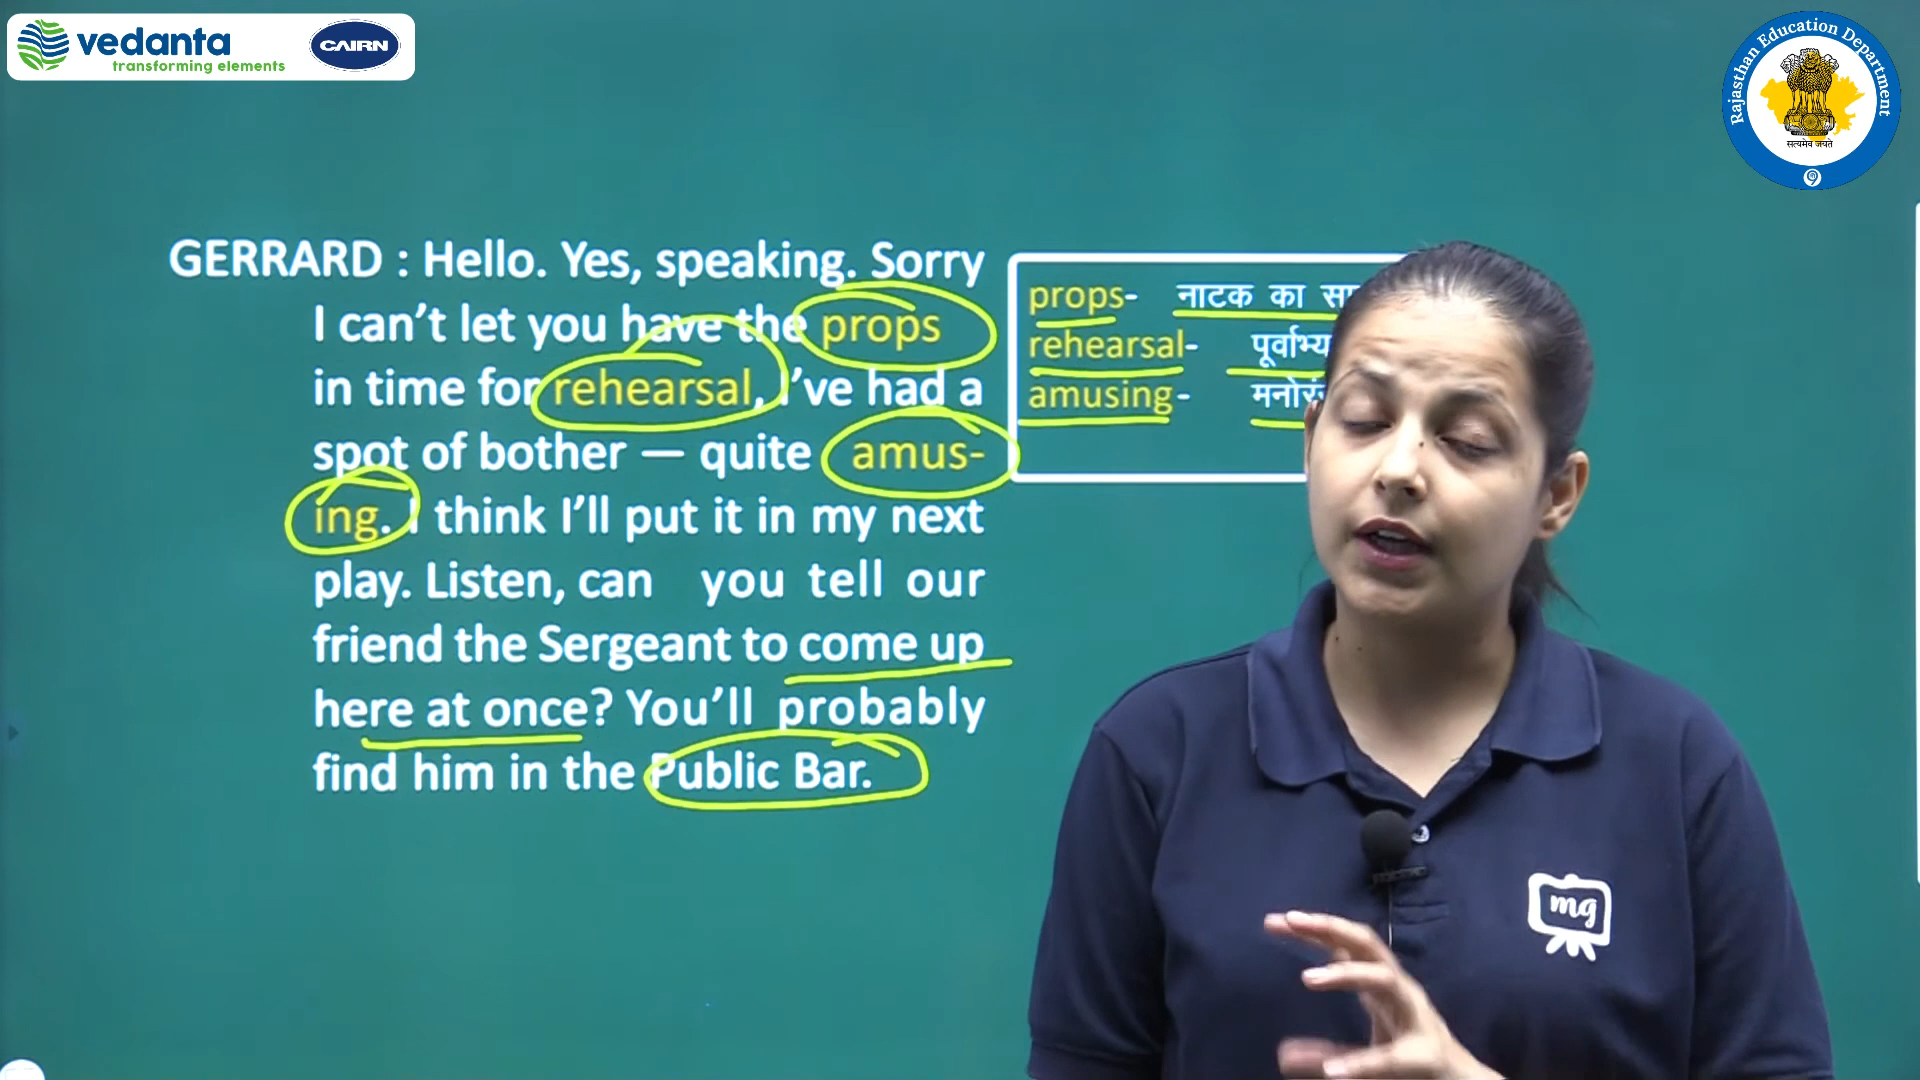 vedanta
transforming elements
CAIRN
Rajasthan Education Department
सत्यमेव जयते
GERRARD : Hello. Yes, speaking. Sorry
I can't let you have the props
in time for rehearsal, I've had a
spot of bother — quite amus-
ing. I think I'll put it in my next
play. Listen, can you tell our
friend the Sergeant to come up
here at once? You'll probably
find him in the Public Bar.
props- नाटक का
rehearsal-
amusing-
mg